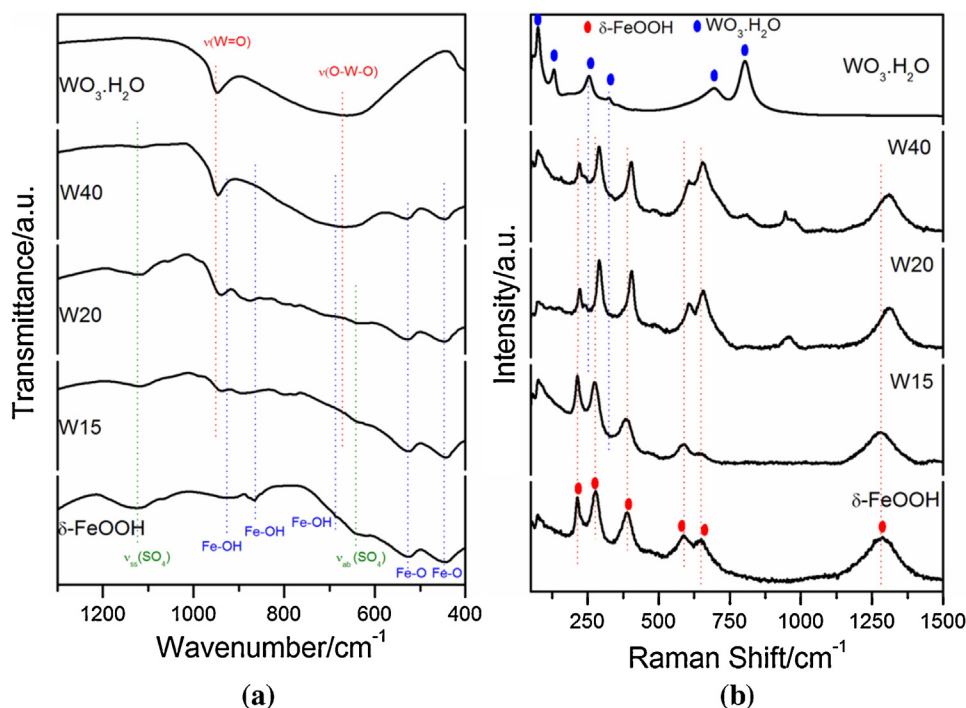 ν(W=O)
ν(O-W-O)
WO₃.H₂O
W40
W20
W15
δ-FeOOH
Fe-OH
Fe-OH
Fe-OH
νss(SO₄)
νab(SO₄)
Fe-O
Fe-O
Transmittance/a.u.
1200 1000 800 600 400
Wavenumber/cm⁻¹
(a)
δ-FeOOH WO₃.H₂O
WO₃.H₂O
W40
W20
W15
δ-FeOOH
Intensity/a.u.
250 500 750 1000 1250 1500
Raman Shift/cm⁻¹
(b)